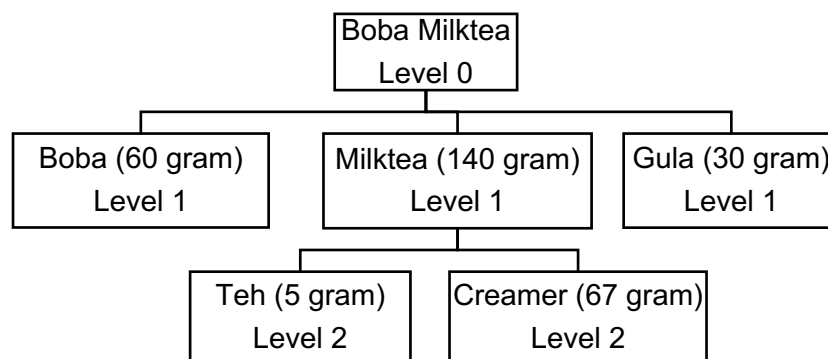 Boba Milktea
Level 0
Boba (60 gram)
Level 1
Milktea (140 gram)
Level 1
Gula (30 gram)
Level 1
Teh (5 gram)
Level 2
Creamer (67 gram)
Level 2